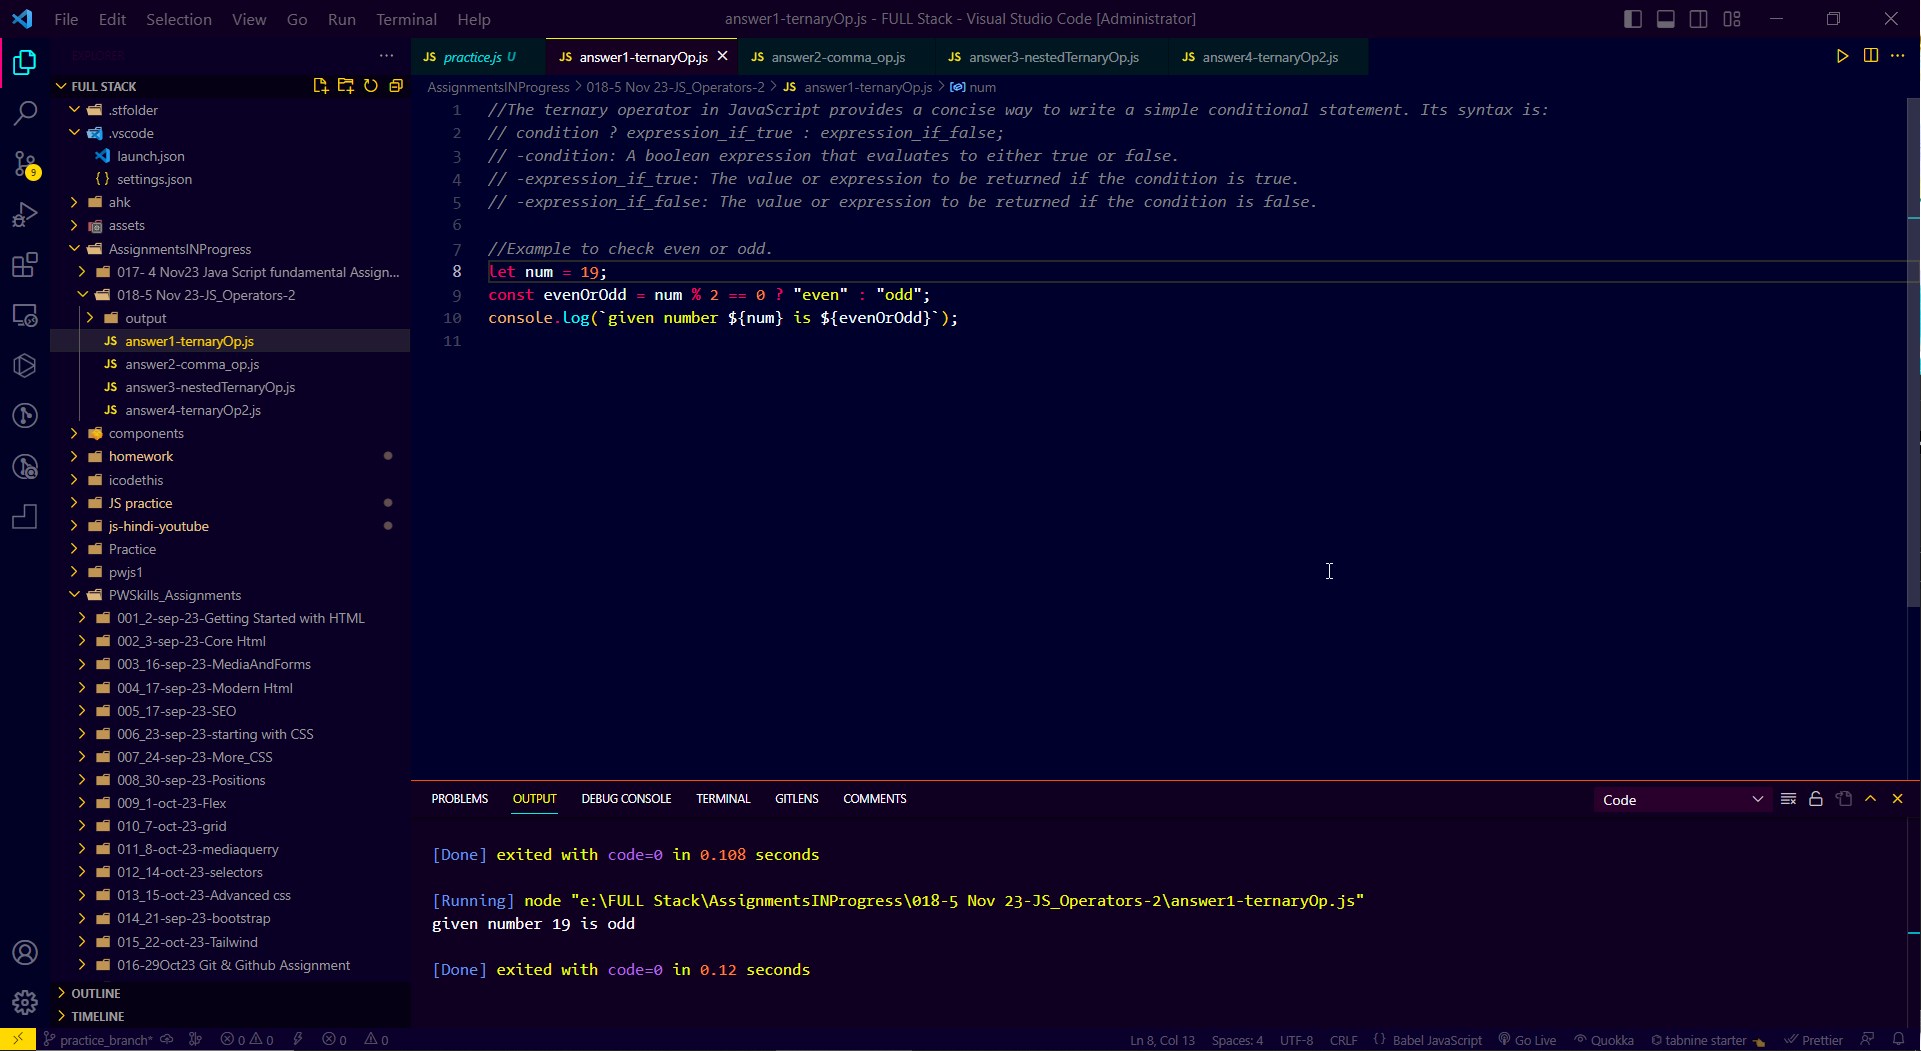 File Edit Selection View Go Run Terminal Help
answer1-ternaryOp.js - FULL Stack - Visual Studio Code [Administrator]
EXPLORER
JS practice.js U
JS answer1-ternaryOp.js
JS answer2-comma_op.js
JS answer3-nestedTernaryOp.js
JS answer4-ternaryOp2.js
FULL STACK
.stfolder
.vscode
launch.json
{} settings.json
ahk
assets
AssignmentsINProgress
017- 4 Nov23 Java Script fundamental Assign...
018-5 Nov 23-JS_Operators-2
output
JS answer1-ternaryOp.js
JS answer2-comma_op.js
JS answer3-nestedTernaryOp.js
JS answer4-ternaryOp2.js
components
homework
icodethis
JS practice
js-hindi-youtube
Practice
pwjs1
PWSkills_Assignments
001_2-sep-23-Getting Started with HTML
002_3-sep-23-Core Html
003_16-sep-23-MediaAndForms
004_17-sep-23-Modern Html
005_17-sep-23-SEO
006_23-sep-23-starting with CSS
007_24-sep-23-More_CSS
008_30-sep-23-Positions
009_1-oct-23-Flex
010_7-oct-23-grid
011_8-oct-23-mediaquerry
012_14-oct-23-selectors
013_15-oct-23-Advanced css
014_21-sep-23-bootstrap
015_22-oct-23-Tailwind
016-29Oct23 Git & Github Assignment
OUTLINE
TIMELINE
9
AssignmentsINProgress > 018-5 Nov 23-JS_Operators-2 > JS answer1-ternaryOp.js > num
1 //The ternary operator in JavaScript provides a concise way to write a simple conditional statement. Its syntax is:
2 // condition ? expression_if_true : expression_if_false;
3 // -condition: A boolean expression that evaluates to either true or false.
4 // -expression_if_true: The value or expression to be returned if the condition is true.
5 // -expression_if_false: The value or expression to be returned if the condition is false.
6
7 //Example to check even or odd.
8 let num = 19;
9 const evenOrOdd = num % 2 == 0 ? "even" : "odd";
10 console.log(`given number ${num} is ${evenOrOdd}`);
11
PROBLEMS OUTPUT DEBUG CONSOLE TERMINAL GITLENS COMMENTS
Code
[Done] exited with code=0 in 0.108 seconds
[Running] node "e:\FULL Stack\AssignmentsINProgress\018-5 Nov 23-JS_Operators-2\answer1-ternaryOp.js"
given number 19 is odd
[Done] exited with code=0 in 0.12 seconds
practice_branch* 0 0 0 0
Ln 8, Col 13 Spaces: 4 UTF-8 CRLF {} Babel JavaScript Go Live Quokka tabnine starter Prettier